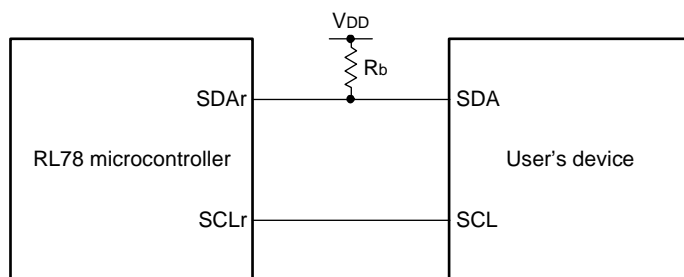 VDD
Rb
SDAr
SDA
RL78 microcontroller
User's device
SCLr
SCL